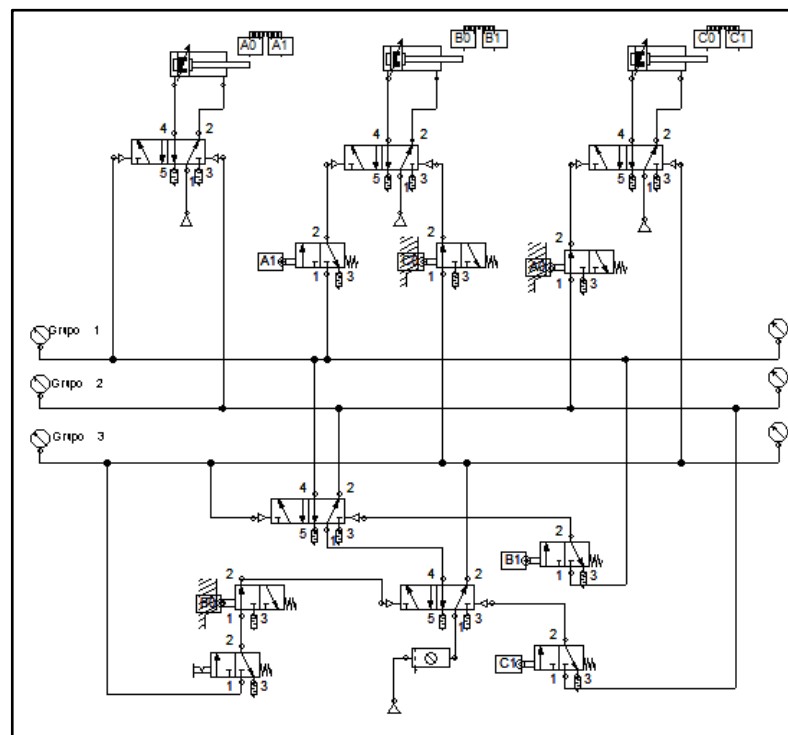 A0 A1 B0 B1 C0 C1
4 2 4 2 4 2
5 1 3 5 1 3 5 1 3
2 2 2
A1 C0 A0
1 3 1 3 1 3
Grupo 1
Grupo 2
Grupo 3
4 2
5 1 3 2
B1
1 3
2 4 2
B0
1 3 5 1 3
2 2
C1
1 3 1 3